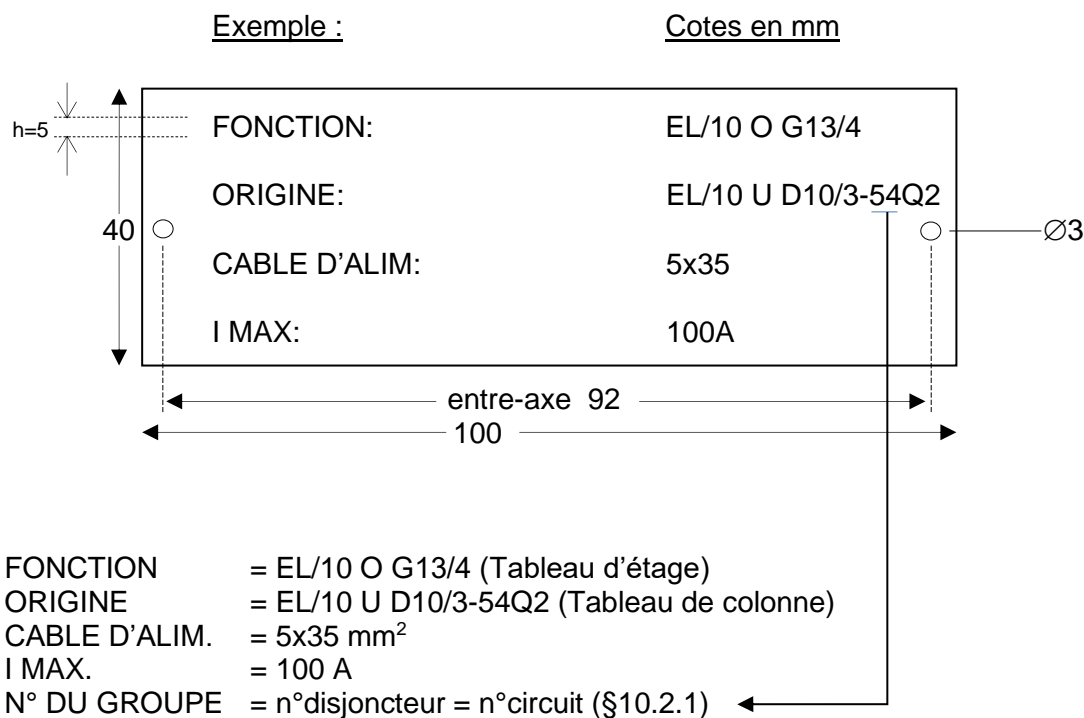 Exemple : Cotes en mm
h=5 FONCTION: EL/10 O G13/4
ORIGINE: EL/10 U D10/3-54Q2
40 Ø3
CABLE D’ALIM: 5x35
I MAX: 100A
entre-axe 92
100
FONCTION = EL/10 O G13/4 (Tableau d’étage)
ORIGINE = EL/10 U D10/3-54Q2 (Tableau de colonne)
CABLE D’ALIM. = 5x35 mm²
I MAX. = 100 A
N° DU GROUPE = n°disjoncteur = n°circuit (§10.2.1)